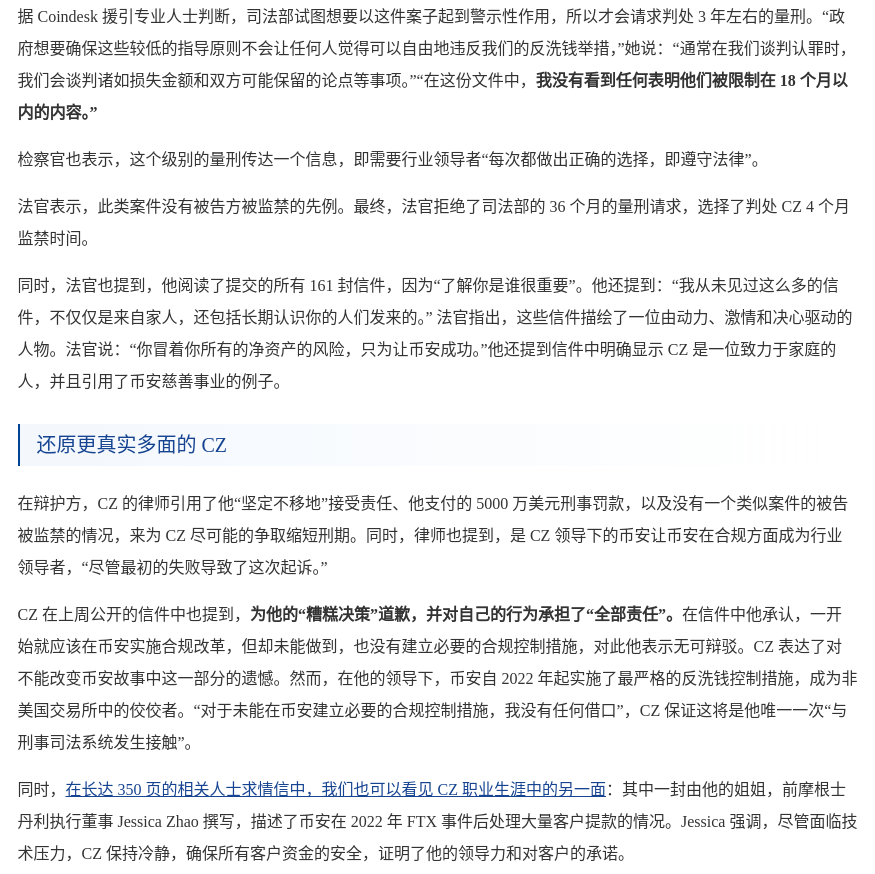 据 Coindesk 援引专业人士判断，司法部试图想要以这件案子起到警示性作用，所以才会请求判处 3 年左右的量刑。“政
府想要确保这些较低的指导原则不会让任何人觉得可以自由地违反我们的反洗钱举措，”她说：“通常在我们谈判认罪时，
我们会谈判诸如损失金额和双方可能保留的论点等事项。”“在这份文件中，我没有看到任何表明他们被限制在 18 个月以
内的内容。”
检察官也表示，这个级别的量刑传达一个信息，即需要行业领导者“每次都做出正确的选择，即遵守法律”。
法官表示，此类案件没有被告方被监禁的先例。最终，法官拒绝了司法部的 36 个月的量刑请求，选择了判处 CZ 4 个月
监禁时间。
同时，法官也提到，他阅读了提交的所有 161 封信件，因为“了解你是谁很重要”。他还提到：“我从未见过这么多的信
件，不仅仅是来自家人，还包括长期认识你的人们发来的。” 法官指出，这些信件描绘了一位由动力、激情和决心驱动的
人物。法官说：“你冒着你所有的净资产的风险，只为让币安成功。”他还提到信件中明确显示 CZ 是一位致力于家庭的
人，并且引用了币安慈善事业的例子。
还原更真实多面的 CZ
在辩护方，CZ 的律师引用了他“坚定不移地”接受责任、他支付的 5000 万美元刑事罚款，以及没有一个类似案件的被告
被监禁的情况，来为 CZ 尽可能的争取缩短刑期。同时，律师也提到，是 CZ 领导下的币安让币安在合规方面成为行业
领导者，“尽管最初的失败导致了这次起诉。”
CZ 在上周公开的信件中也提到，为他的“糟糕决策”道歉，并对自己的行为承担了“全部责任”。在信件中他承认，一开
始就应该在币安实施合规改革，但却未能做到，也没有建立必要的合规控制措施，对此他表示无可辩驳。CZ 表达了对
不能改变币安故事中这一部分的遗憾。然而，在他的领导下，币安自 2022 年起实施了最严格的反洗钱控制措施，成为非
美国交易所中的佼佼者。“对于未能在币安建立必要的合规控制措施，我没有任何借口”，CZ 保证这将是他唯一一次“与
刑事司法系统发生接触”。
同时，在长达 350 页的相关人士求情信中，我们也可以看见 CZ 职业生涯中的另一面：其中一封由他的姐姐，前摩根士
丹利执行董事 Jessica Zhao 撰写，描述了币安在 2022 年 FTX 事件后处理大量客户提款的情况。Jessica 强调，尽管面临技
术压力，CZ 保持冷静，确保所有客户资金的安全，证明了他的领导力和对客户的承诺。